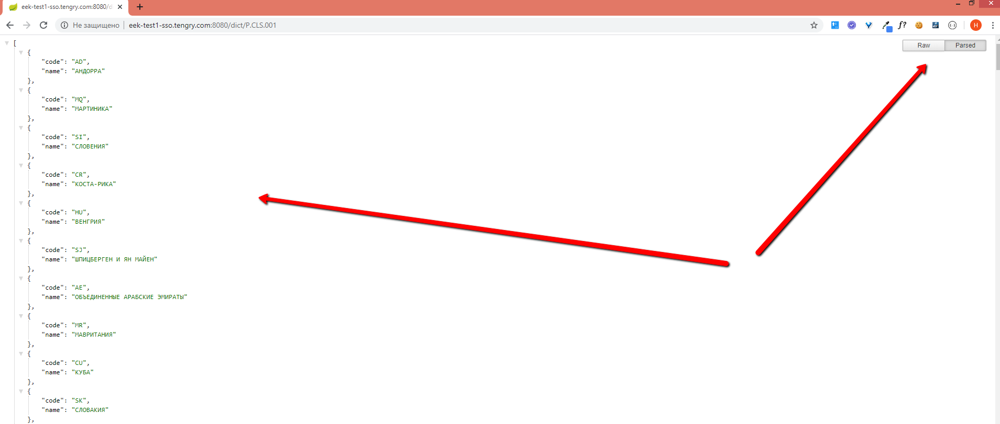 eek-test1-sso.tengry.com:8080/d
Не защищено eek-test1-sso.tengry.com:8080/dict/P.CLS.001
f?
H
Raw Parsed
[
{
"code": "AD",
"name": "АНДОРРА"
},
{
"code": "MQ",
"name": "МАРТИНИКА"
},
{
"code": "SI",
"name": "СЛОВЕНИЯ"
},
{
"code": "CR",
"name": "КОСТА-РИКА"
},
{
"code": "HU",
"name": "ВЕНГРИЯ"
},
{
"code": "SJ",
"name": "ШПИЦБЕРГЕН И ЯН МАЙЕН"
},
{
"code": "AE",
"name": "ОБЪЕДИНЕННЫЕ АРАБСКИЕ ЭМИРАТЫ"
},
{
"code": "MR",
"name": "МАВРИТАНИЯ"
},
{
"code": "CU",
"name": "КУБА"
},
{
"code": "SK",
"name": "СЛОВАКИЯ"
},